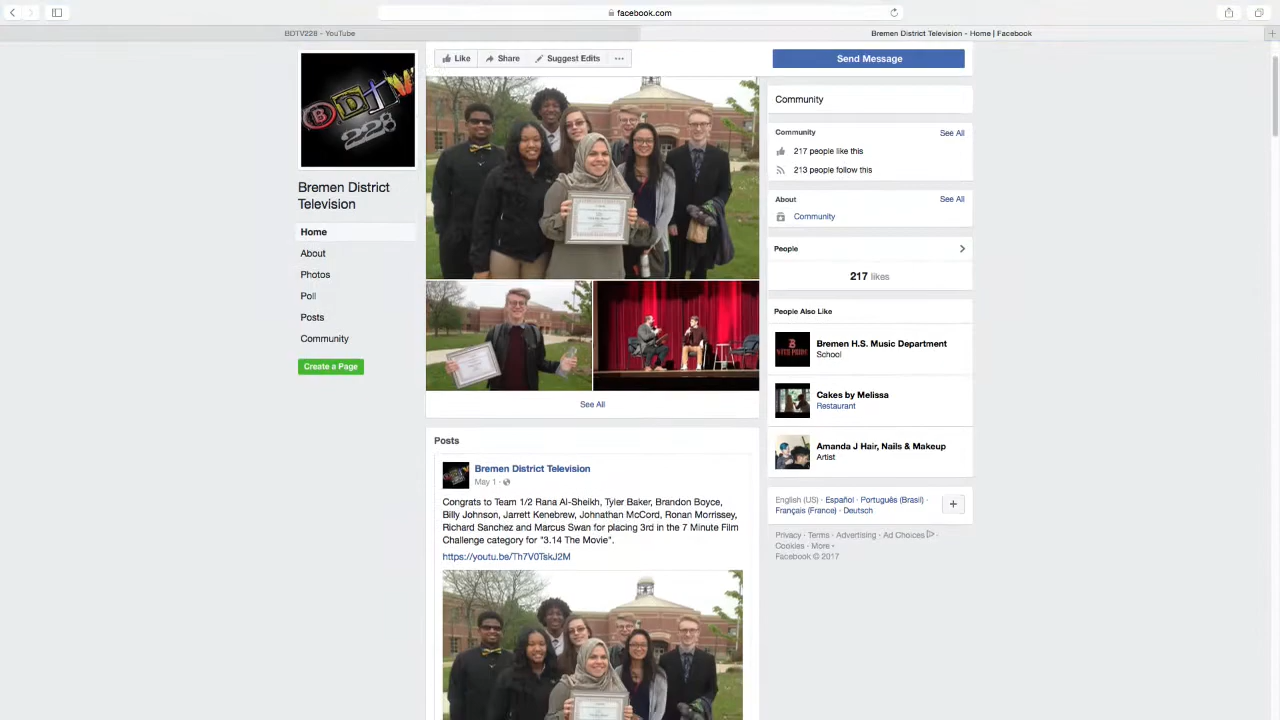 facebook.com
BDTV228 - YouTube
Bremen District Television - Home | Facebook
BDTV
228
Bremen District
Television
Home
About
Photos
Poll
Posts
Community
Create a Page
Like
Share
Suggest Edits
See All
Posts
Bremen District Television
May 1 ·
Congrats to Team 1/2 Rana Al-Sheikh, Tyler Baker, Brandon Boyce,
Billy Johnson, Jarrett Kenebrew, Johnathan McCord, Ronan Morrissey,
Richard Sanchez and Marcus Swan for placing 3rd in the 7 Minute Film
Challenge category for "3.14 The Movie".
https://youtu.be/Th7V0TskJ2M
Send Message
Community
Community See All
217 people like this
213 people follow this
About See All
Community
People
217 likes
People Also Like
B
WITH PRIDE
Bremen H.S. Music Department
School
Cakes by Melissa
Restaurant
Amanda J Hair, Nails & Makeup
Artist
English (US) · Español · Português (Brasil) ·
Français (France) · Deutsch
Privacy · Terms · Advertising · Ad Choices ·
Cookies · More
Facebook © 2017